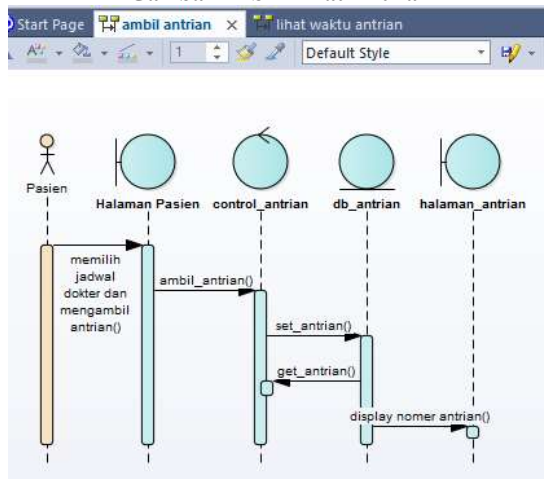 Start Page
ambil antrian
lihat waktu antrian
1
Default Style
Pasien
Halaman Pasien
control_antrian
db_antrian
halaman_antrian
memilih
jadwal
dokter dan
mengambil
antrian()
ambil_antrian()
set_antrian()
get_antrian()
display nomer antrian()